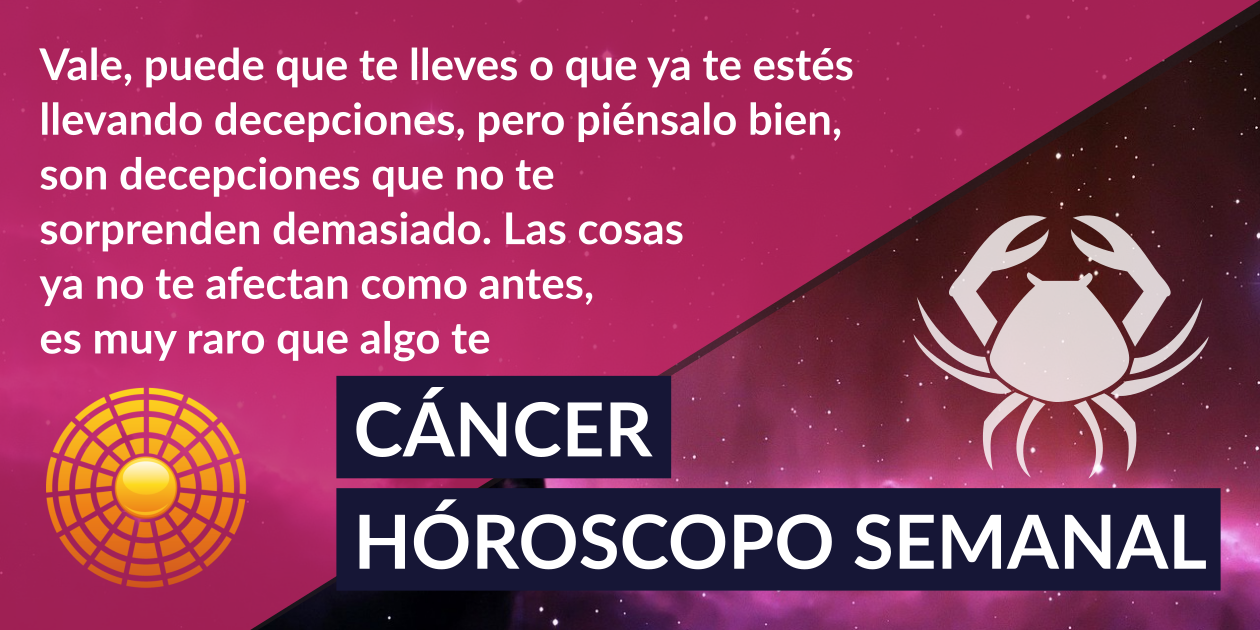 Vale, puede que te lleves o que ya te estés
llevando decepciones, pero piénsalo bien,
son decepciones que no te
sorprenden demasiado. Las cosas
ya no te afectan como antes,
es muy raro que algo te
CÁNCER
HÓROSCOPO SEMANAL